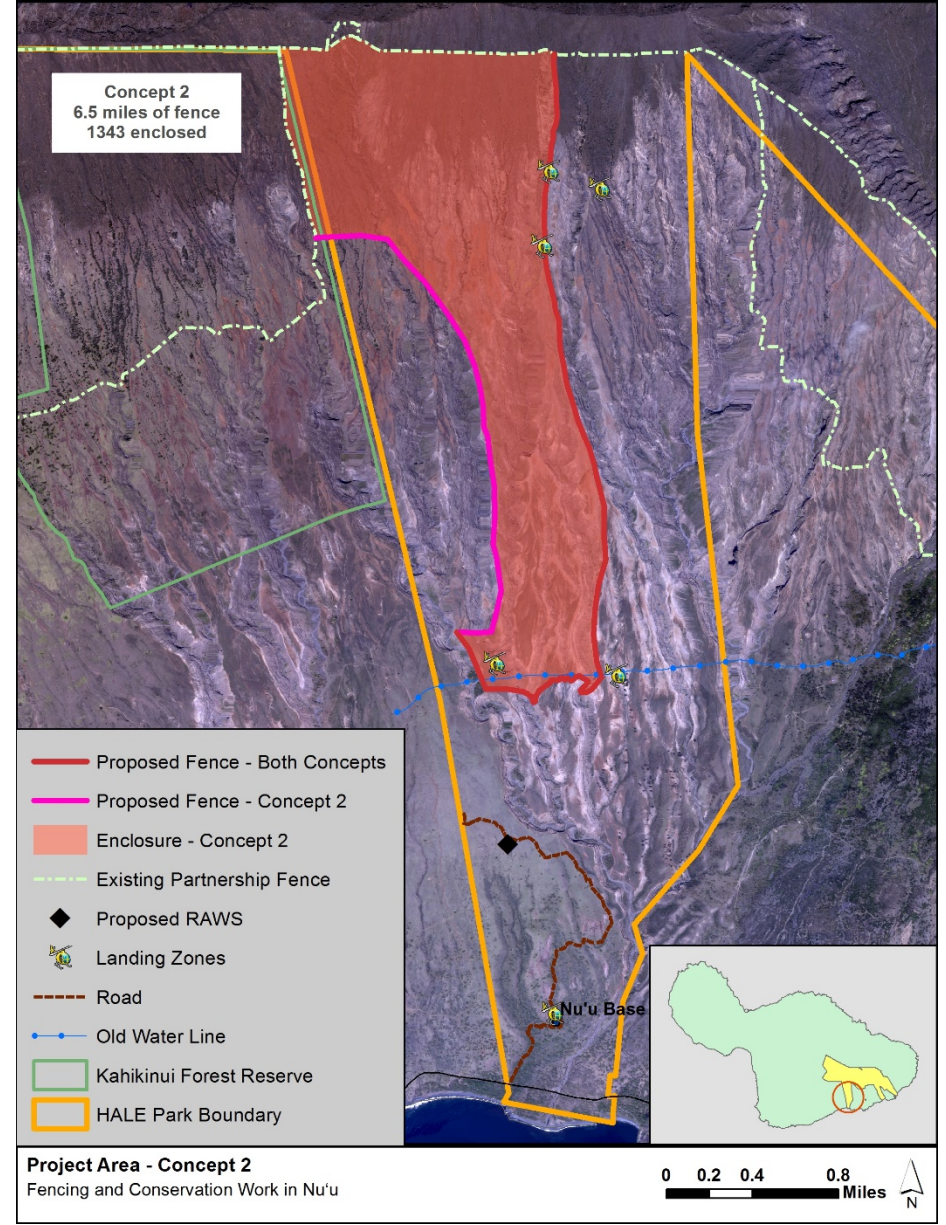 Concept 2
6.5 miles of fence
1343 enclosed
Proposed Fence - Both Concepts
Proposed Fence - Concept 2
Enclosure - Concept 2
Existing Partnership Fence
Proposed RAWS
Landing Zones
Road
Old Water Line
Kahikinui Forest Reserve
HALE Park Boundary
Nu'u Base
Project Area - Concept 2
Fencing and Conservation Work in Nuʻu
0 0.2 0.4 0.8
Miles
N